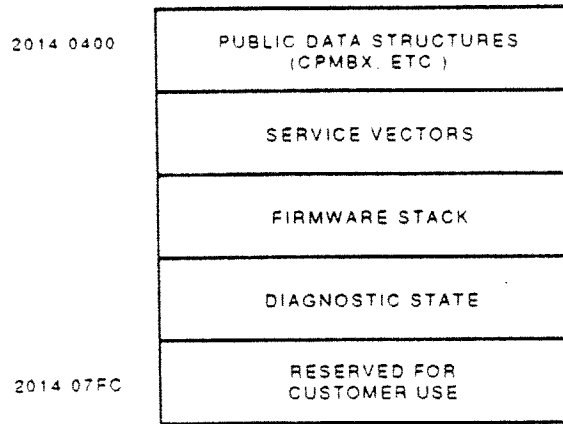 2014 0400
PUBLIC DATA STRUCTURES
(CPMBX, ETC )
SERVICE VECTORS
FIRMWARE STACK
DIAGNOSTIC STATE
2014 07FC
RESERVED FOR
CUSTOMER USE